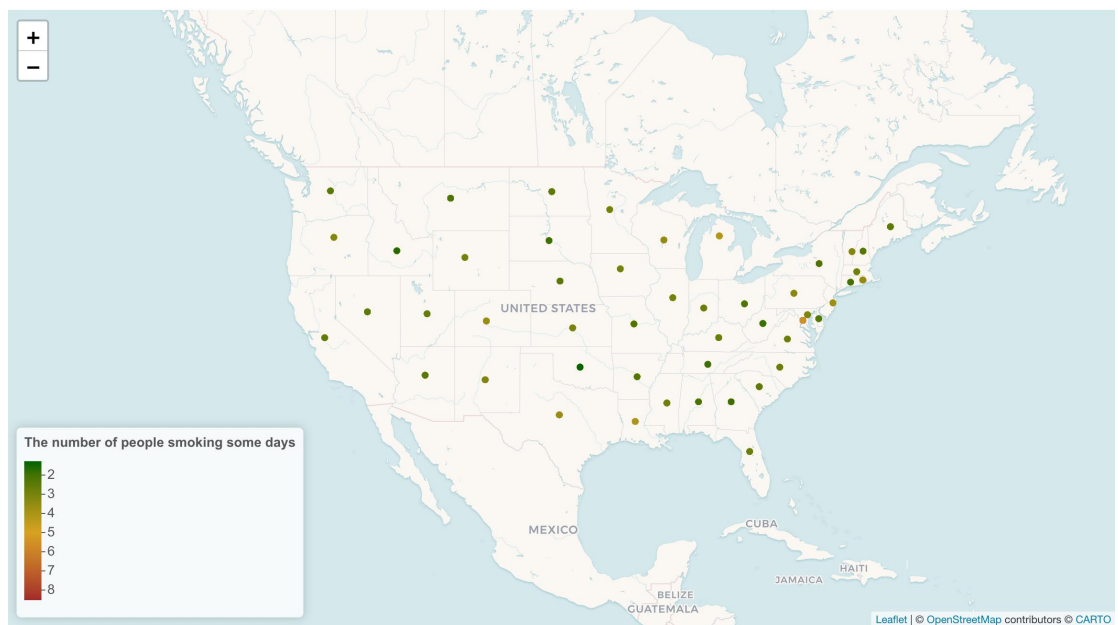 +
−
UNITED STATES
MEXICO
CUBA
HAITI
JAMAICA
BELIZE
GUATEMALA
The number of people smoking some days
2
3
4
5
6
7
8
Leaflet | © OpenStreetMap contributors © CARTO